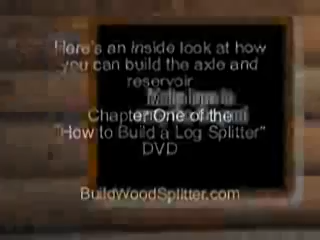 Here's an inside look at how
you can build the axle and
reservoir
Chapter One of the
"How to Build a Log Splitter"
DVD
BuildWoodSplitter.com